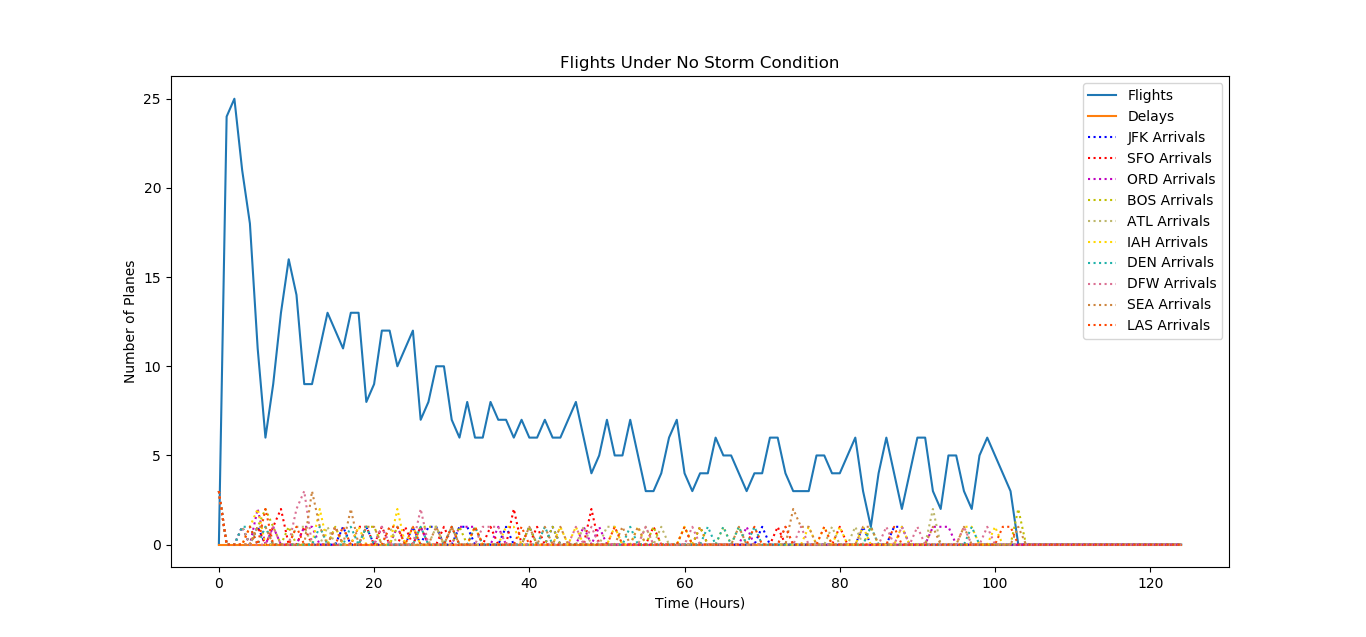 Flights Under No Storm Condition
Number of Planes
25
20
15
10
5
0
0 20 40 60 80 100 120
Time (Hours)
Flights
Delays
JFK Arrivals
SFO Arrivals
ORD Arrivals
BOS Arrivals
ATL Arrivals
IAH Arrivals
DEN Arrivals
DFW Arrivals
SEA Arrivals
LAS Arrivals